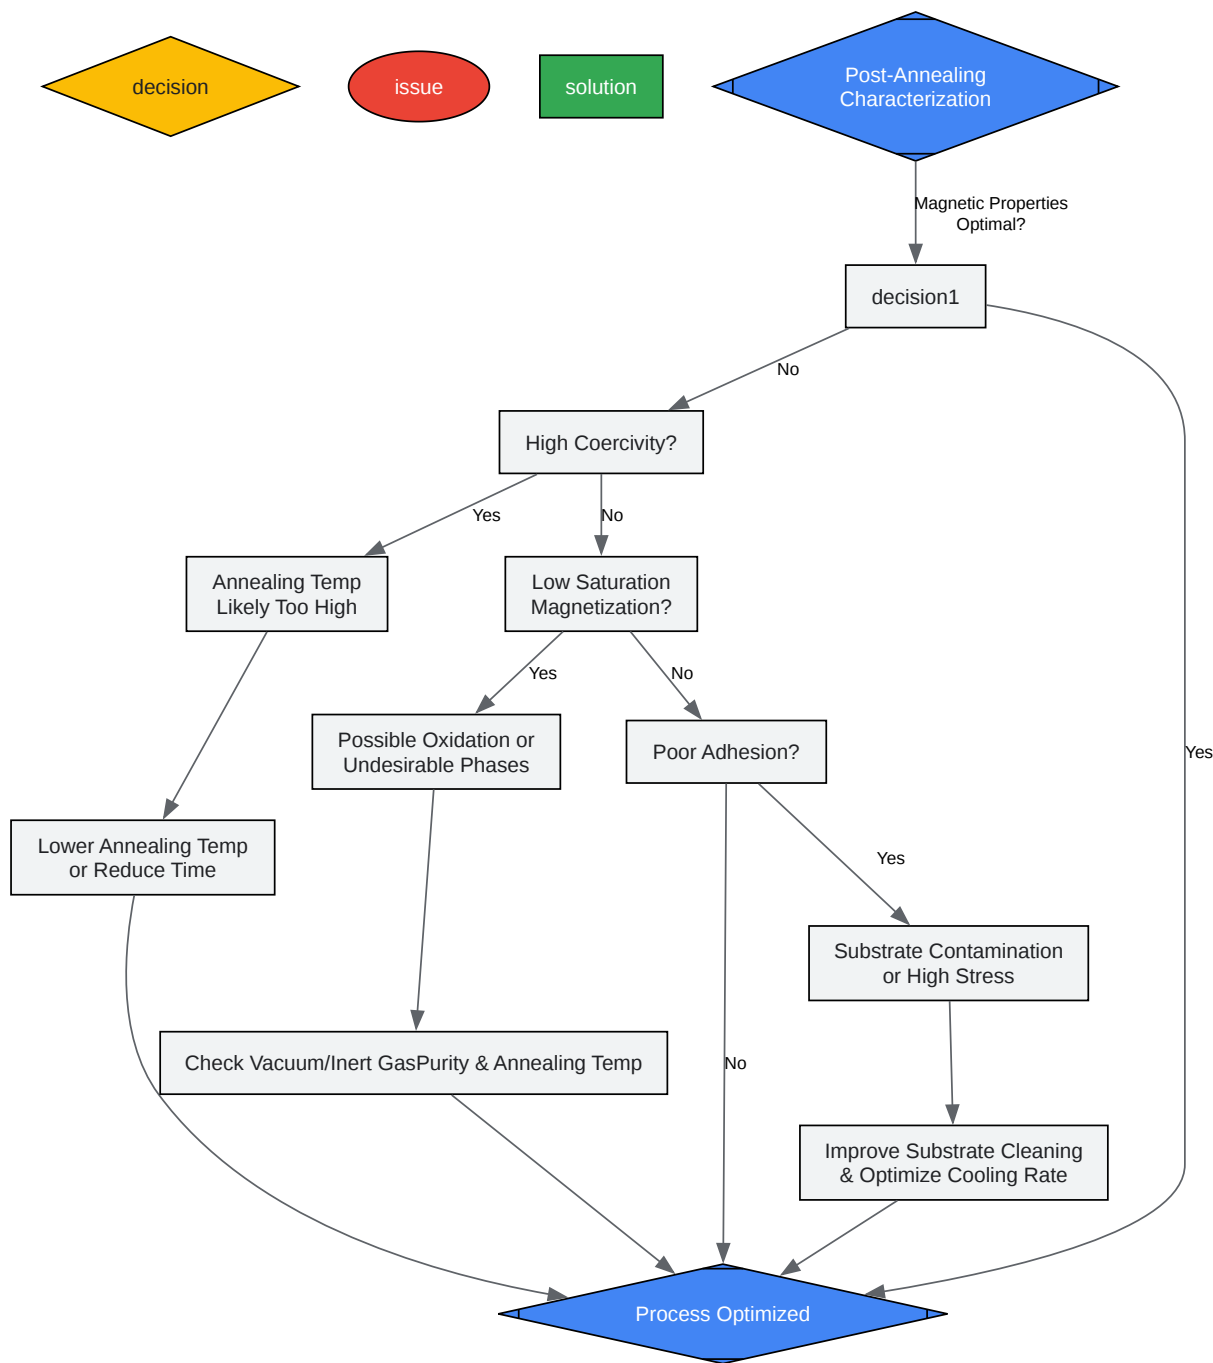 decision
issue
solution
Post-Annealing
Characterization
Magnetic Properties
Optimal?
decision1
No
High Coercivity?
Yes
No
Annealing Temp
Likely Too High
Low Saturation
Magnetization?
Yes
No
Possible Oxidation or
Undesirable Phases
Poor Adhesion?
Yes
Lower Annealing Temp
or Reduce Time
Yes
Substrate Contamination
or High Stress
Check Vacuum/Inert GasPurity & Annealing Temp
No
Improve Substrate Cleaning
& Optimize Cooling Rate
Process Optimized